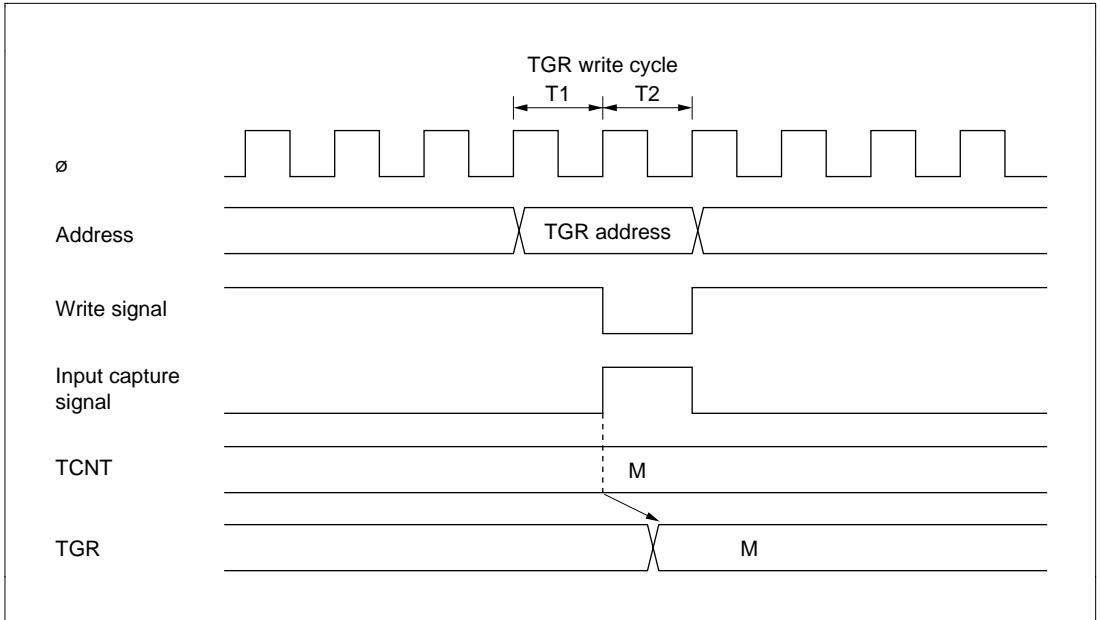 TGR write cycle
T1 T2
ø
Address TGR address
Write signal
Input capture
signal
TCNT M
TGR M